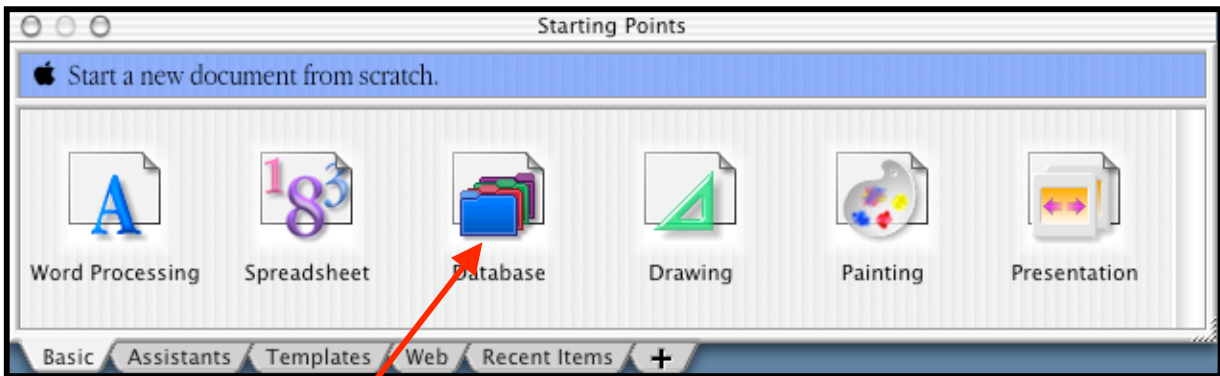 Starting Points
Start a new document from scratch.
A
183
Word Processing Spreadsheet Database Drawing Painting Presentation
Basic Assistants Templates Web Recent Items +